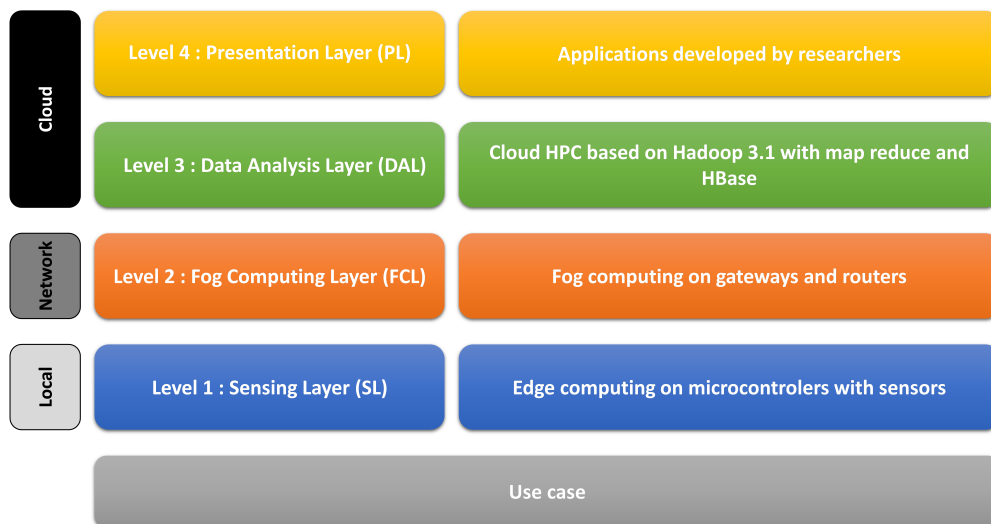 Cloud
Level 4 : Presentation Layer (PL)
Applications developed by researchers
Level 3 : Data Analysis Layer (DAL)
Cloud HPC based on Hadoop 3.1 with map reduce and
HBase
Network
Level 2 : Fog Computing Layer (FCL)
Fog computing on gateways and routers
Local
Level 1 : Sensing Layer (SL)
Edge computing on microcontrolers with sensors
Use case